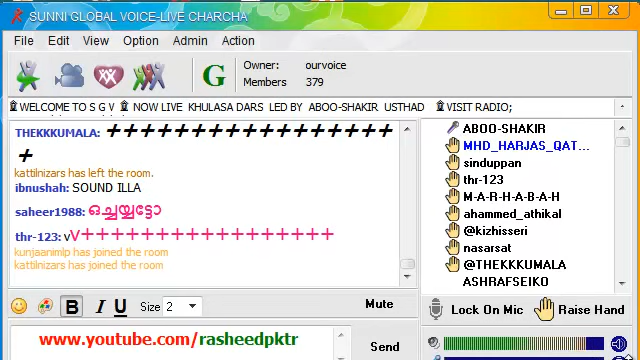 SUNNI GLOBAL VOICE-LIVE CHARCHA
File Edit View Option Admin Action
G
Owner: ourvoice
Members 379
WELCOME TO S G V NOW LIVE KHULASA DARS LED BY ABOO-SHAKIR USTHAD VISIT RADIO;
THEKKKUMALA: +++++++++++++++++
+
kattilnizars has left the room.
ibnushah: SOUND ILLA
saheer1988: ഒച്ചയ്യട്ടോ
thr-123: vV+++++++++++++++++
kunjaanimlp has joined the room
kattilnizars has joined the room
ABOO-SHAKIR
MHD_HARJAS_QAT...
sinduppan
thr-123
M-A-R-H-A-B-A-H
ahammed_athikal
@kizhisseri
nasarsat
@THEKKKUMALA
ASHRAFSEIKO
B I U Size 2 Mute
Lock On Mic Raise Hand
www.youtube.com/rasheedpktr
Send